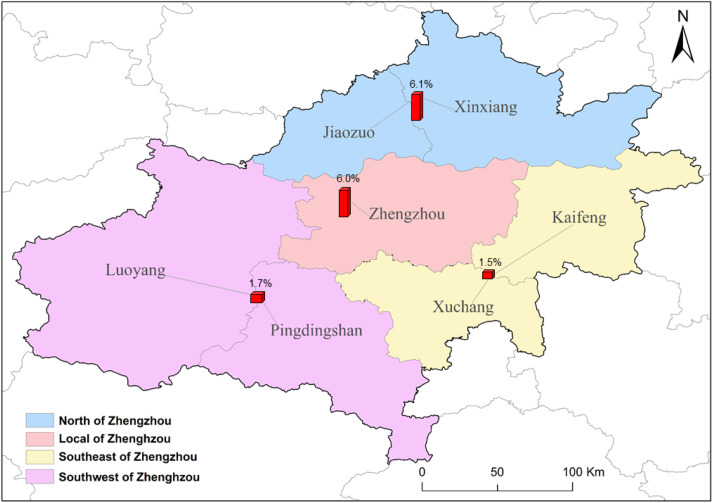 N
6.1%
Xinxiang
Jiaozuo
6.0%
Zhengzhou
Kaifeng
1.5%
Luoyang
1.7%
Xuchang
Pingdingshan
North of Zhengzhou
Local of Zhenghzou
Southeast of Zhengzhou
Southwest of Zhenghzou
0 50 100 Km